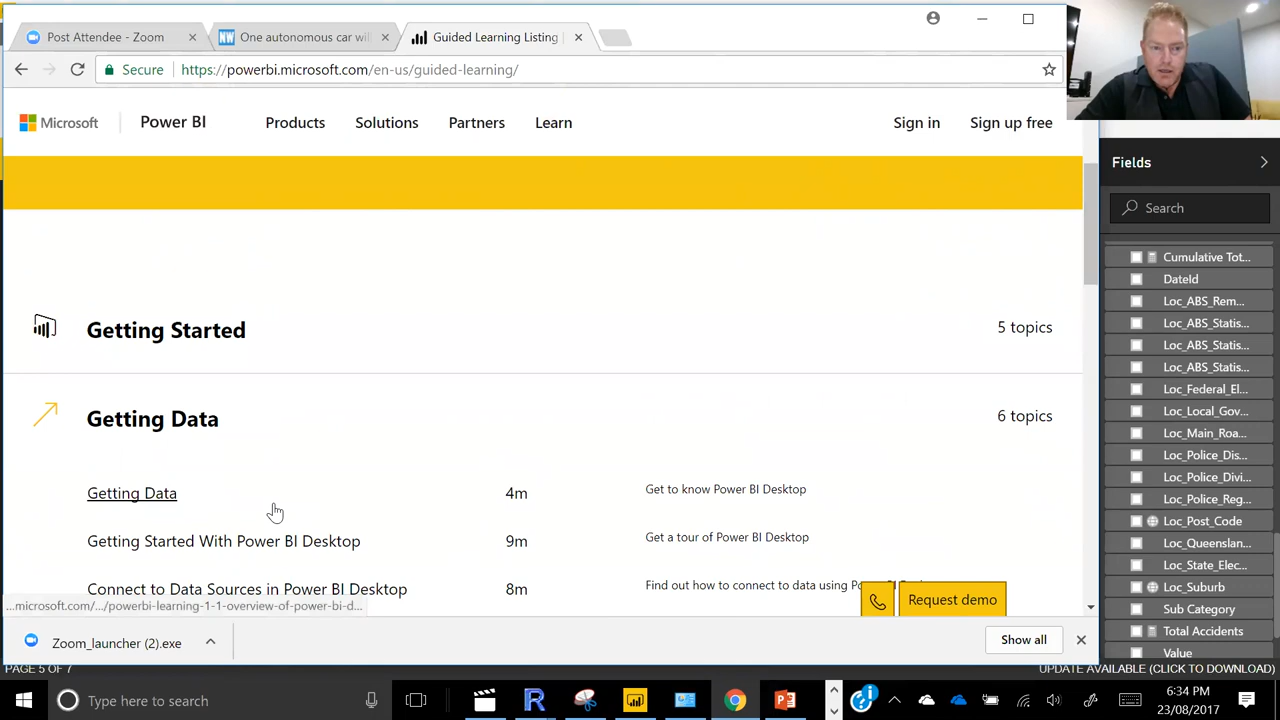 Post Attendee - Zoom
One autonomous car wi
Guided Learning Listing
Secure
https://powerbi.microsoft.com/en-us/guided-learning/
Microsoft
Power BI
Products
Solutions
Partners
Learn
Sign in
Sign up free
Getting Started
5 topics
Getting Data
6 topics
Getting Data
4m
Get to know Power BI Desktop
Getting Started With Power BI Desktop
9m
Get a tour of Power BI Desktop
Connect to Data Sources in Power BI Desktop
8m
Find out how to connect to data using
Request demo
...microsoft.com/.../powerbi-learning-1-1-overview-of-power-bi-d...
Zoom_launcher (2).exe
Show all
PAGE 5 OF 7
UPDATE AVAILABLE (CLICK TO DOWNLOAD)
Fields
Search
Cumulative Tot...
DateId
Loc_ABS_Rem...
Loc_ABS_Statis...
Loc_ABS_Statis...
Loc_ABS_Statis...
Loc_Federal_El...
Loc_Local_Gov...
Loc_Main_Roa...
Loc_Police_Dis...
Loc_Police_Divi...
Loc_Police_Reg...
Loc_Post_Code
Loc_Queenslan...
Loc_State_Elec...
Loc_Suburb
Sub Category
Total Accidents
Value
Type here to search
6:34 PM
23/08/2017